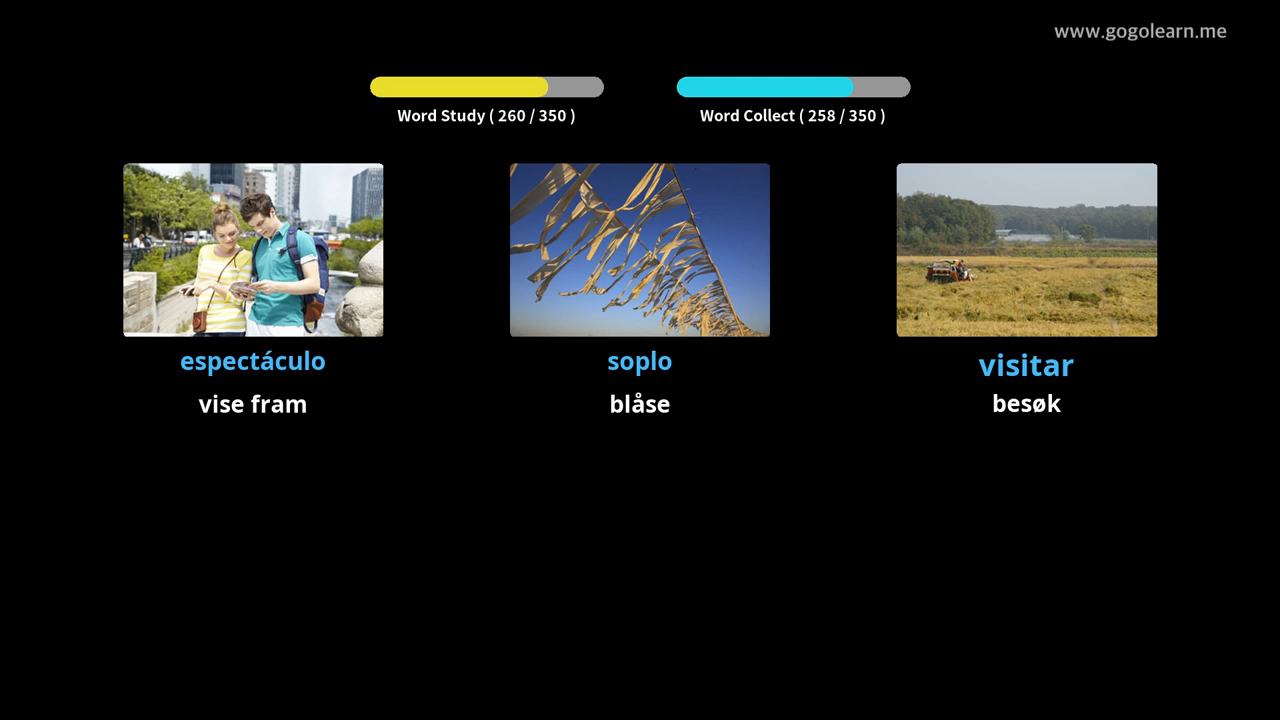 www.gogolearn.me
Word Study ( 260 / 350 )
Word Collect ( 258 / 350 )
espectáculo
vise fram
soplo
blåse
visitar
besøk